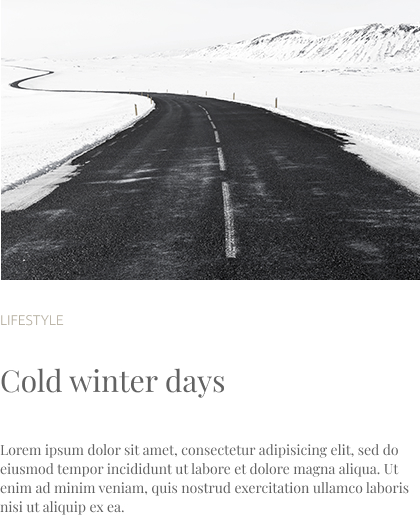 LIFESTYLE
Cold winter days
Lorem ipsum dolor sit amet, consectetur adipisicing elit, sed do
eiusmod tempor incididunt ut labore et dolore magna aliqua. Ut
enim ad minim veniam, quis nostrud exercitation ullamco laboris
nisi ut aliquip ex ea.